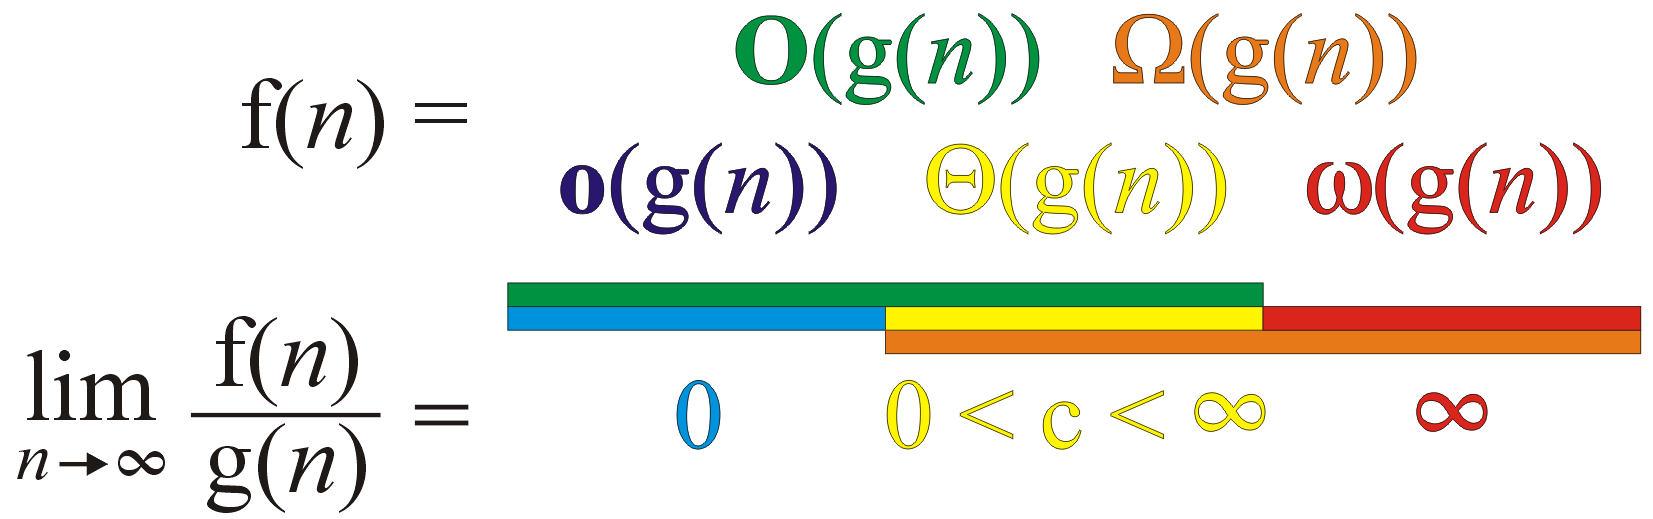 O(g(n)) Ω(g(n))
f(n) =
o(g(n)) Θ(g(n)) ω(g(n))
lim n→∞ f(n)/g(n) = 0 0 < c < ∞ ∞